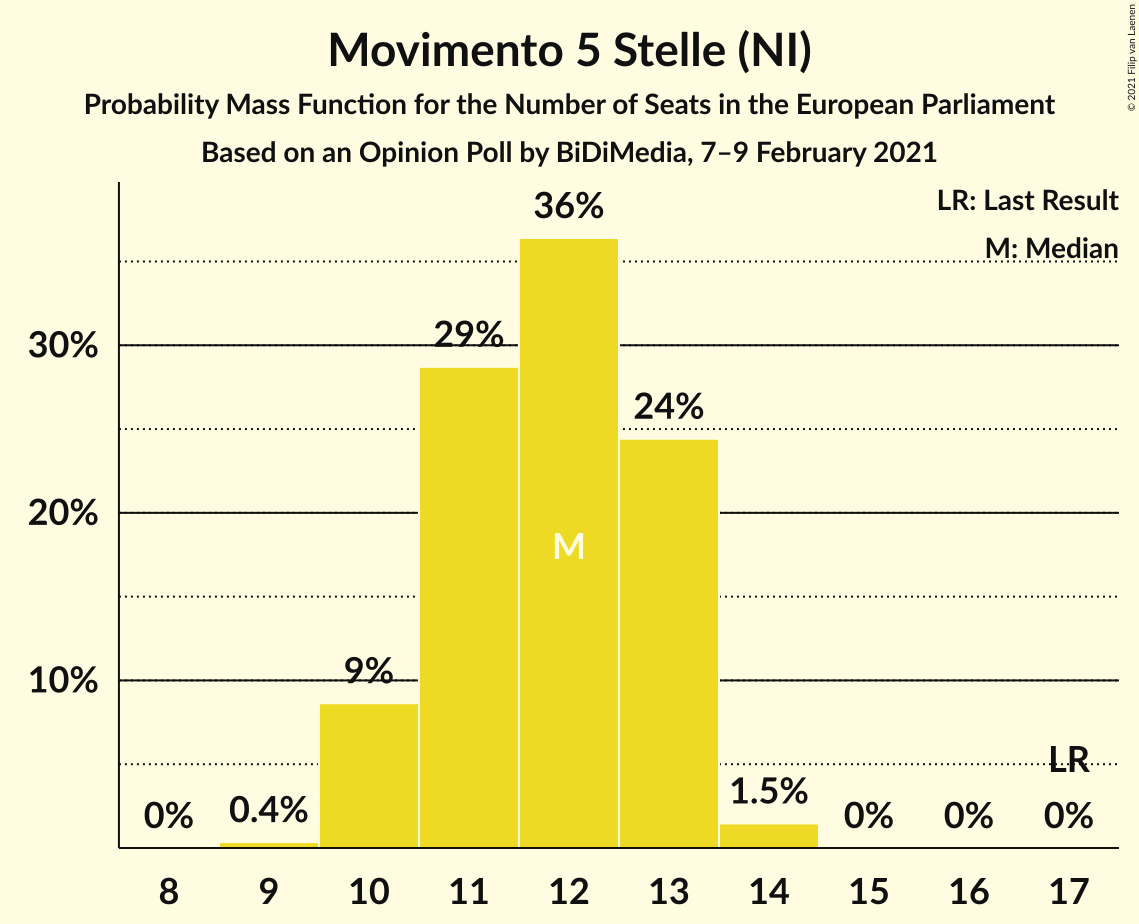 Movimento 5 Stelle (NI)
Probability Mass Function for the Number of Seats in the European Parliament
Based on an Opinion Poll by BiDiMedia, 7–9 February 2021
© 2021 Filip van Laenen
LR: Last Result
M: Median
36%
29%
24%
9%
1.5%
0.4%
0%
0%
0%
0%
LR
M
30%
20%
10%
8 9 10 11 12 13 14 15 16 17